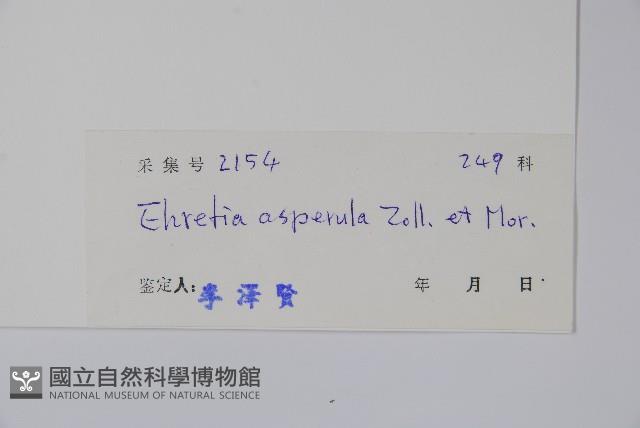 采集号 2154 249 科
Ehretia asperula Zoll. et Mor.
鉴定人: 李泽贤 年 月 日
國立自然科學博物館
NATIONAL MUSEUM OF NATURAL SCIENCE